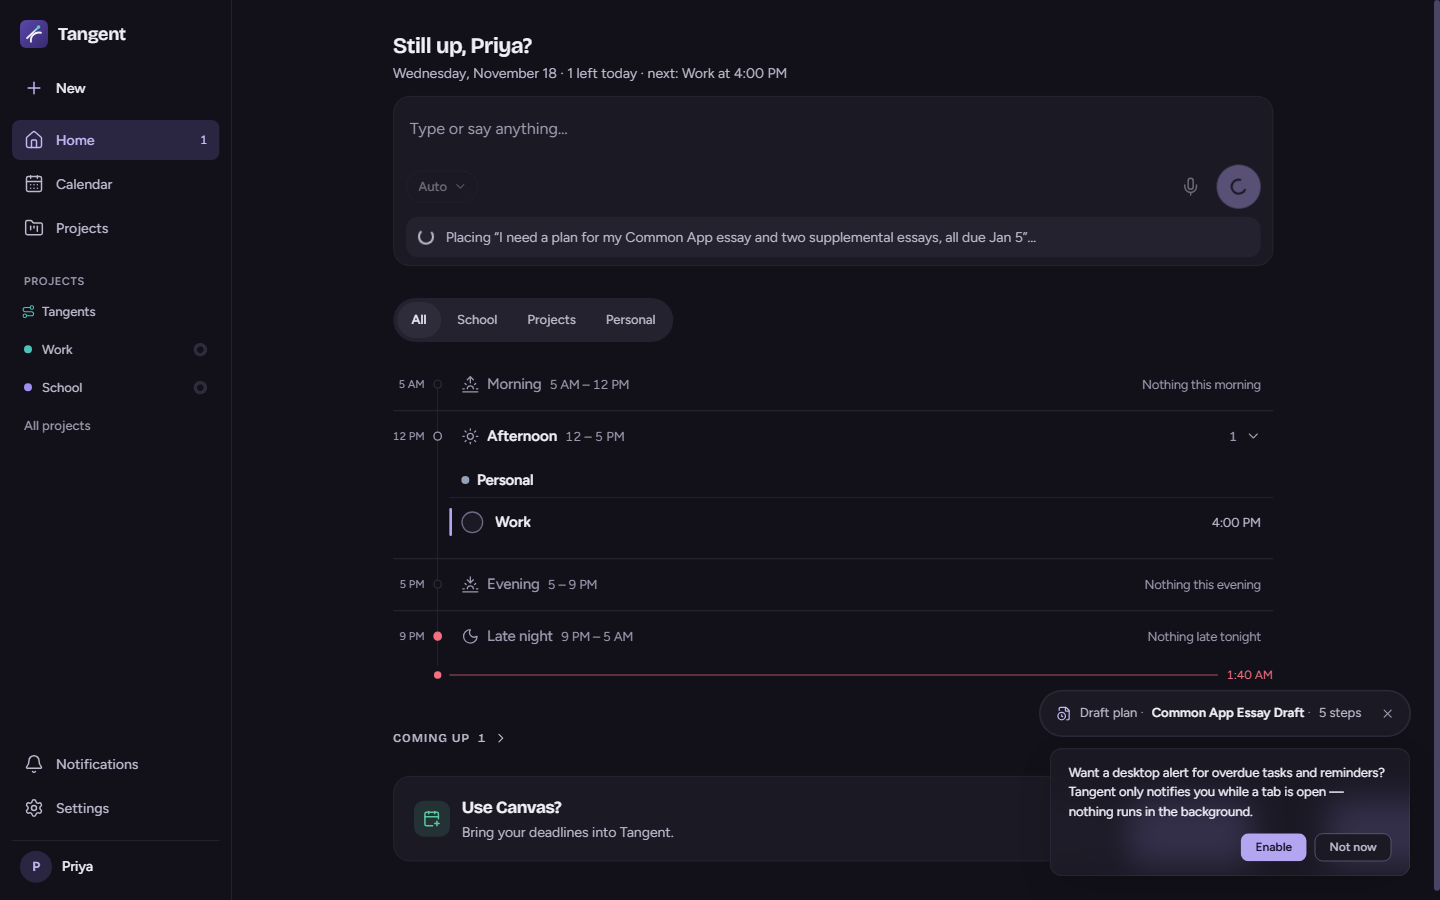 Tangent
New
Home 1
Calendar
Projects
PROJECTS
Tangents
Work
School
All projects
Notifications
Settings
P Priya
Still up, Priya?
Wednesday, November 18 · 1 left today · next: Work at 4:00 PM
Type or say anything...
Auto
Placing “I need a plan for my Common App essay and two supplemental essays, all due Jan 5”...
All School Projects Personal
5 AM Morning 5 AM – 12 PM Nothing this morning
12 PM Afternoon 12 – 5 PM 1
Personal
Work 4:00 PM
5 PM Evening 5 – 9 PM Nothing this evening
9 PM Late night 9 PM – 5 AM Nothing late tonight
1:40 AM
COMING UP 1
Use Canvas?
Bring your deadlines into Tangent.
Draft plan · Common App Essay Draft · 5 steps
Want a desktop alert for overdue tasks and reminders?
Tangent only notifies you while a tab is open —
nothing runs in the background.
Enable Not now